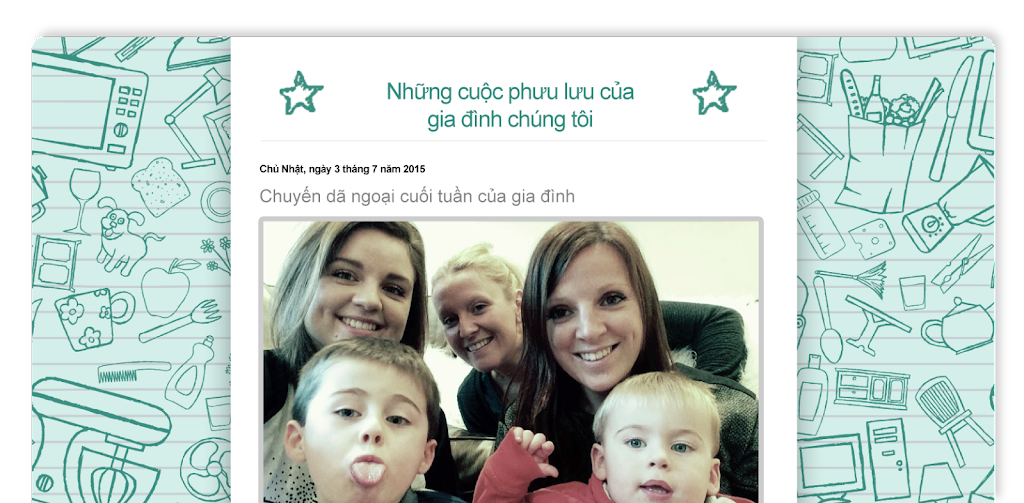 Những cuộc phưu lưu của
gia đình chúng tôi
Chủ Nhật, ngày 3 tháng 7 năm 2015
Chuyến dã ngoại cuối tuần của gia đình